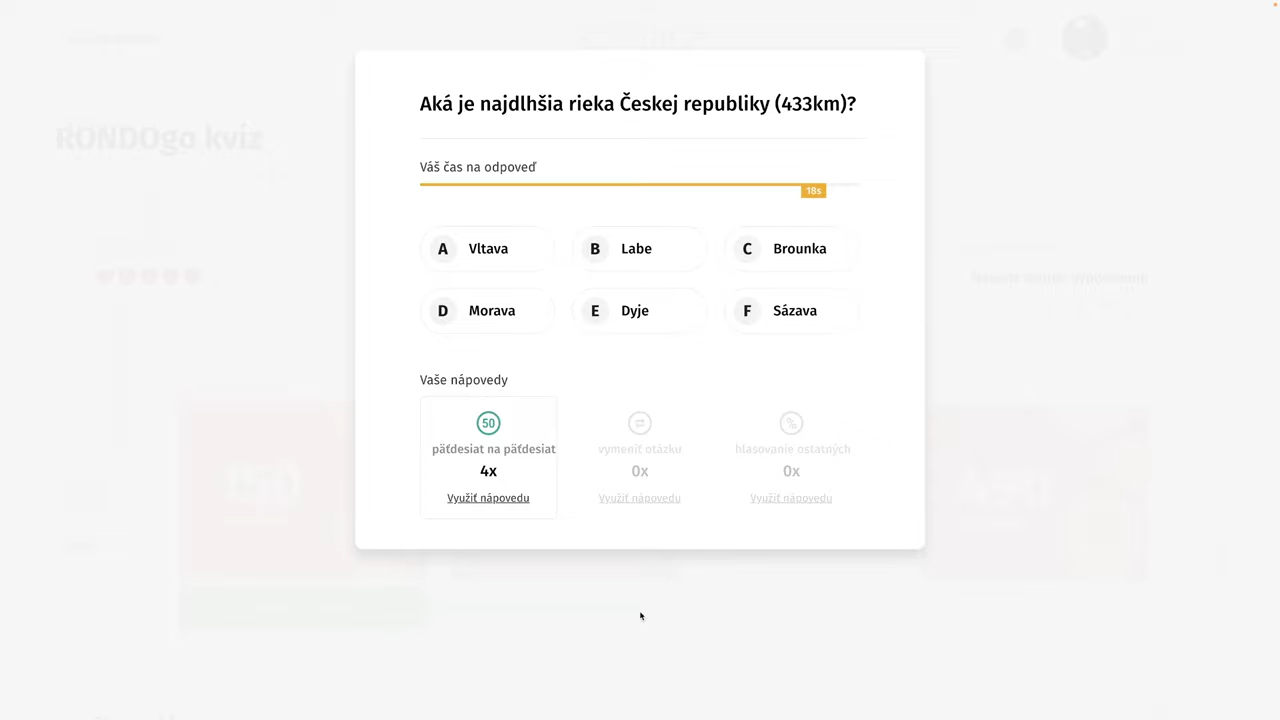 Aká je najdlhšia rieka Českej republiky (433km)?
RONDOgo kvíz
Váš čas na odpoveď
18s
A Vltava
B Labe
C Brounka
D Morava
E Dyje
F Sázava
Vaše nápovedy
50
päťdesiat na päťdesiat
4x
Využiť nápovedu
vymeniť otázku
0x
Využiť nápovedu
%
hlasovanie ostatných
0x
Využiť nápovedu